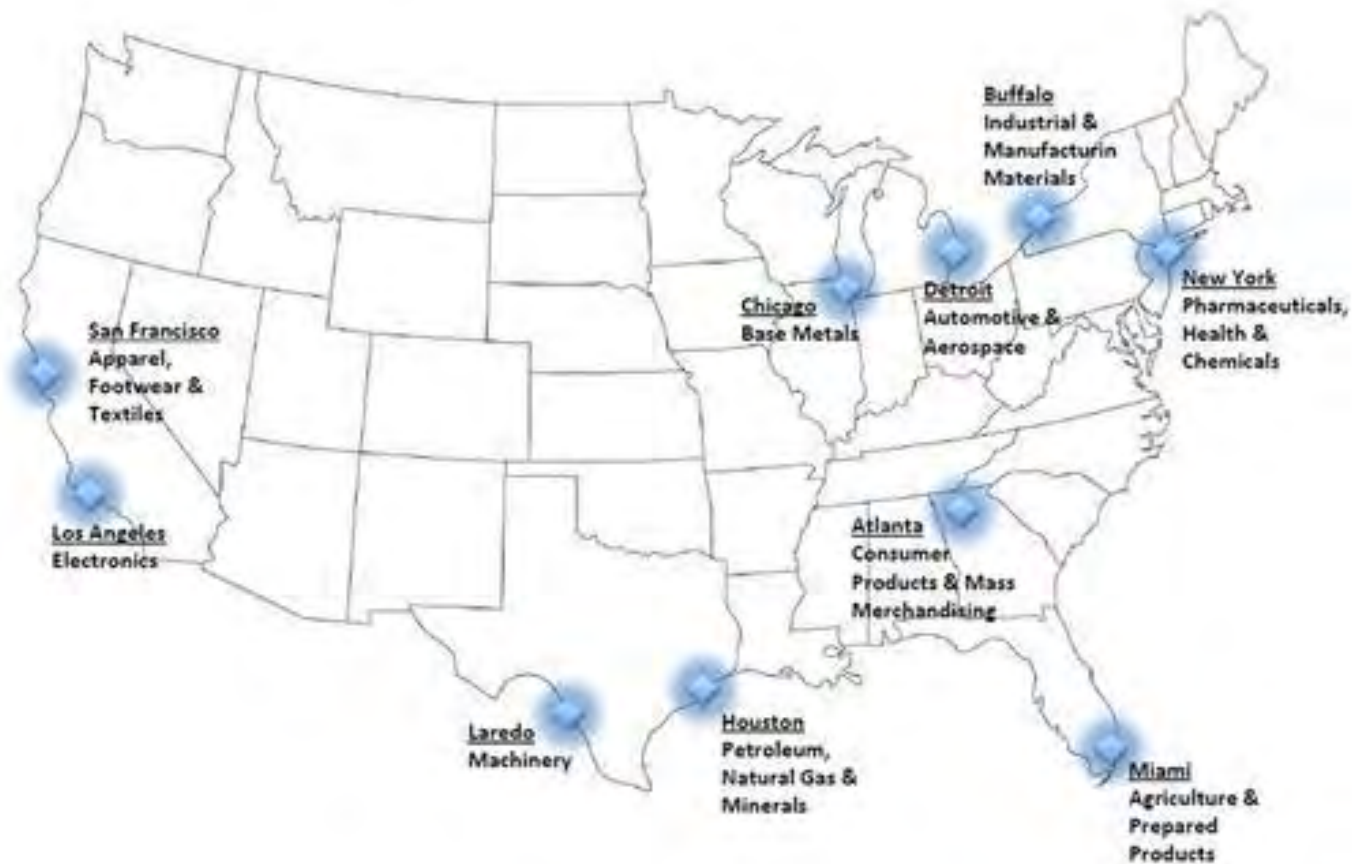 Buffalo
Industrial &
Manufacturin
Materials
New York
Pharmaceuticals,
Health &
Chemicals
Detroit
Automotive &
Aerospace
Chicago
Base Metals
San Francisco
Apparel,
Footwear &
Textiles
Los Angeles
Electronics
Atlanta
Consumer
Products & Mass
Merchandising
Laredo
Machinery
Houston
Petroleum,
Natural Gas &
Minerals
Miami
Agriculture &
Prepared
Products